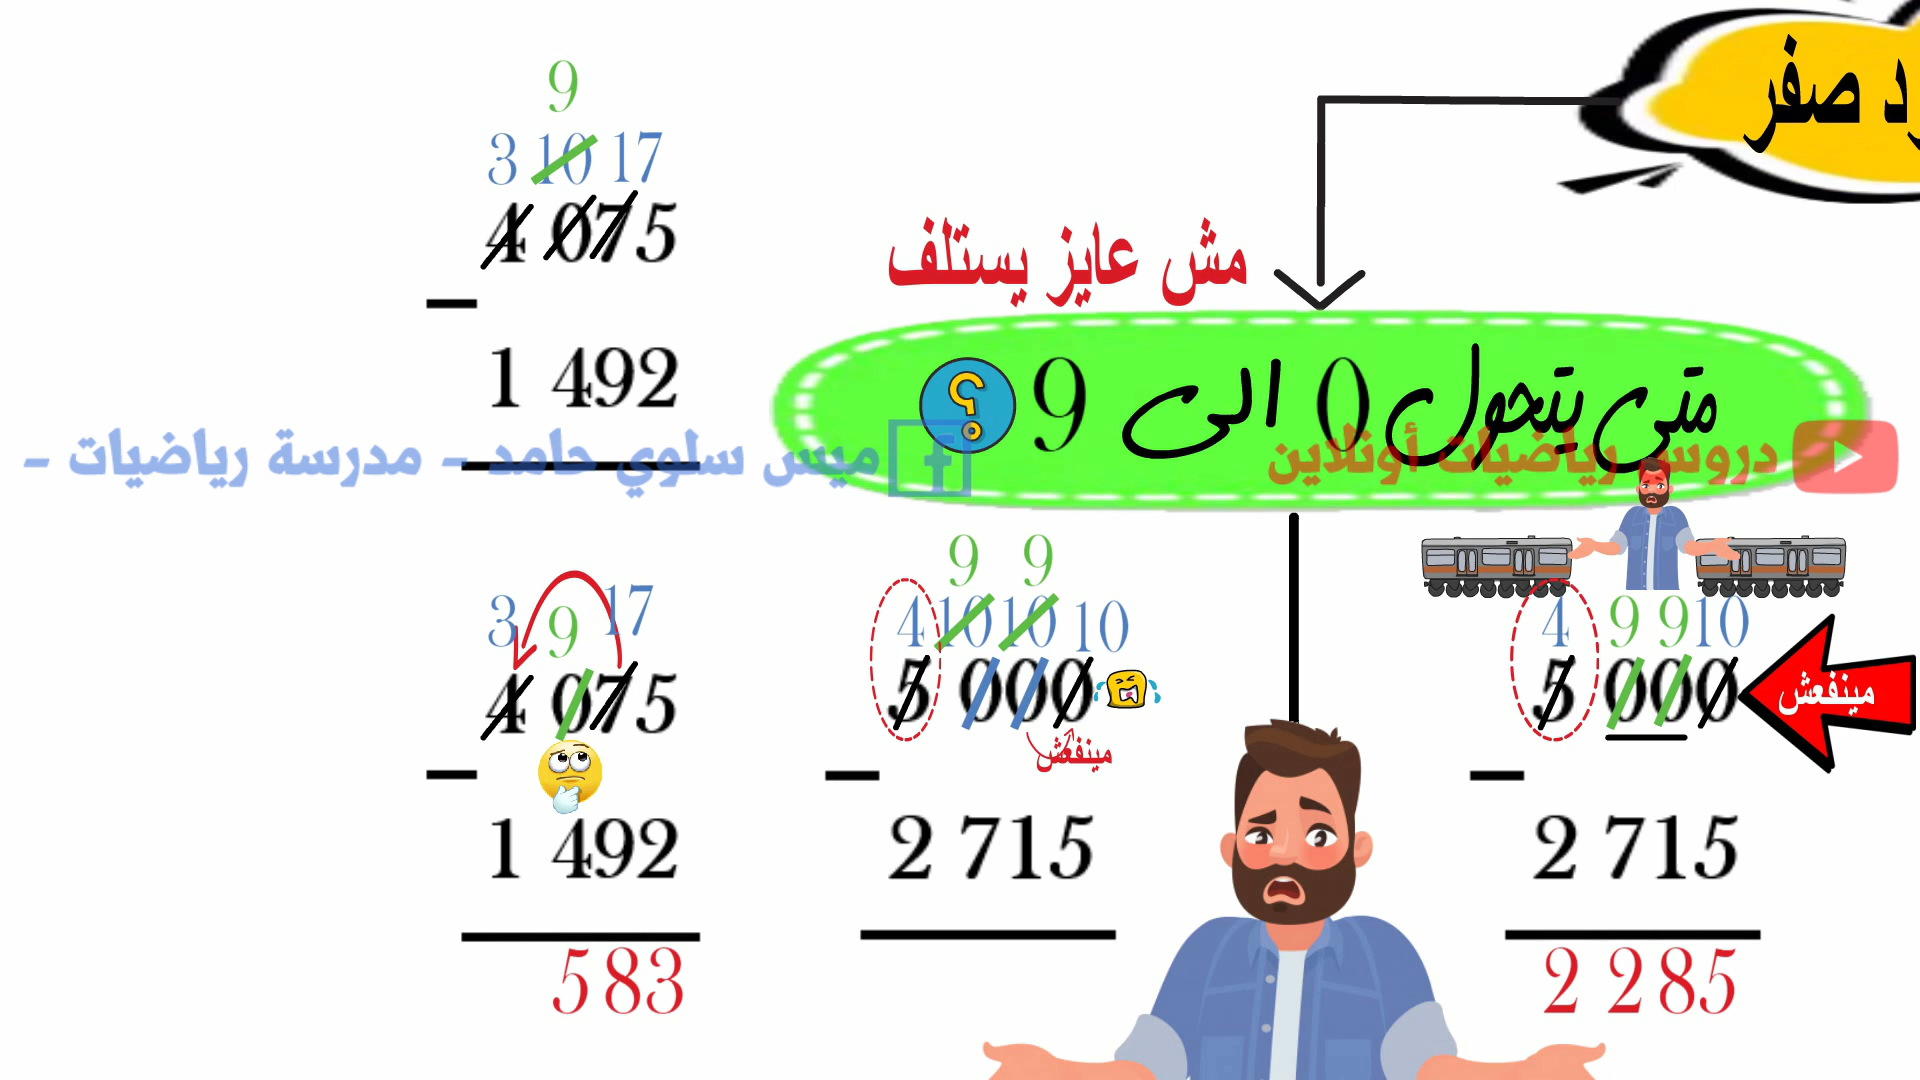 د صفر
مش عايز يستلف
متى يتحول 0 الى 9 ؟
دروس رياضيات أونلاين
f ميس سلوي حامد - مدرسة رياضيات -
9
3 10 17
4 075
−
1 492
3 9 17
4 075
−
1 492
583
9 9
4 10 10 10
5 000
مينفعش
−
2 715
4 9 9 10
5 000
مينفعش
−
2 715
2 285